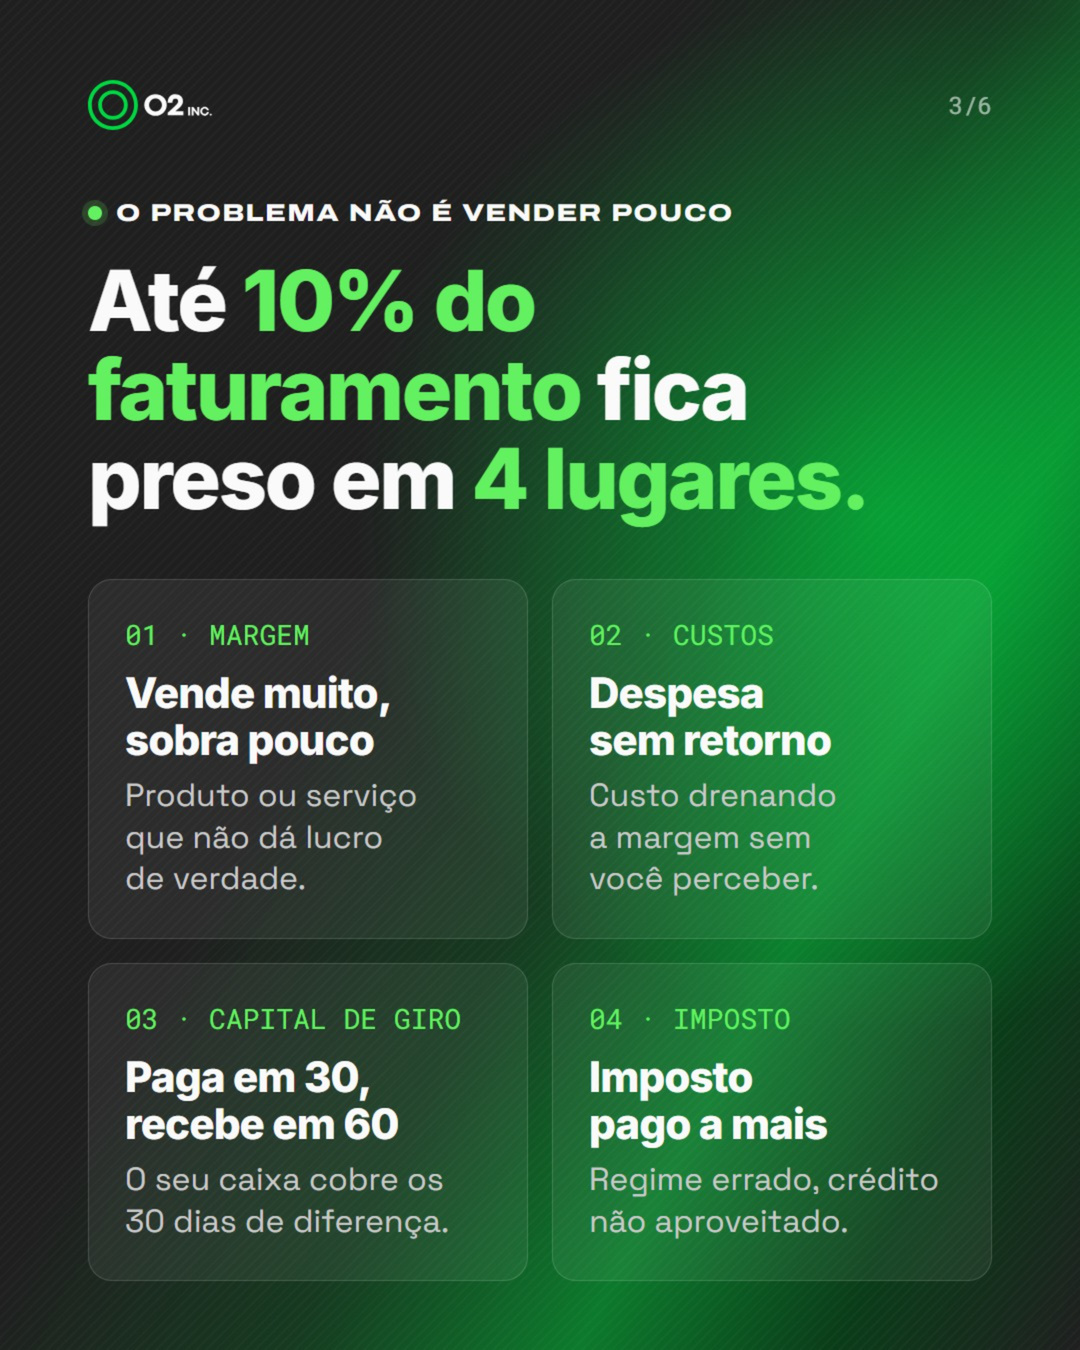 O2 INC.
3/6
O PROBLEMA NÃO É VENDER POUCO
Até 10% do
faturamento fica
preso em 4 lugares.
01 · MARGEM
Vende muito,
sobra pouco
Produto ou serviço
que não dá lucro
de verdade.
02 · CUSTOS
Despesa
sem retorno
Custo drenando
a margem sem
você perceber.
03 · CAPITAL DE GIRO
Paga em 30,
recebe em 60
O seu caixa cobre os
30 dias de diferença.
04 · IMPOSTO
Imposto
pago a mais
Regime errado, crédito
não aproveitado.